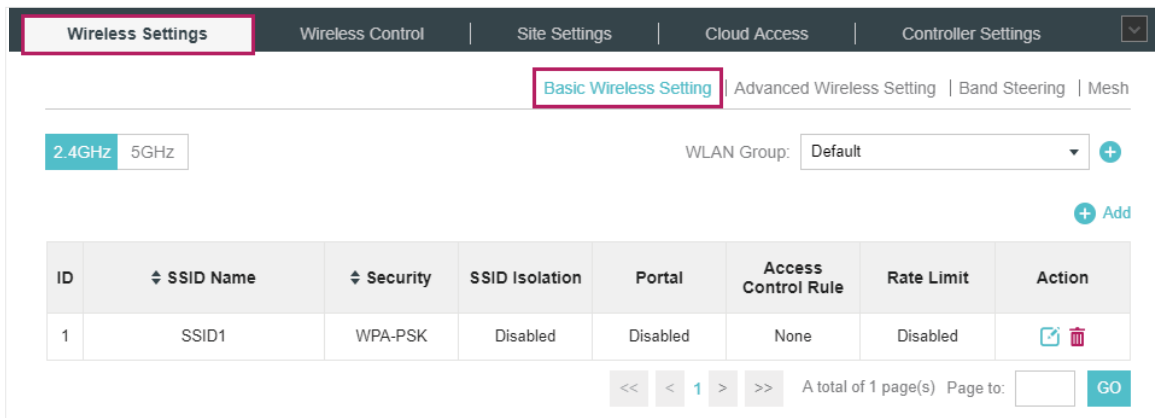 Wireless Settings Wireless Control | Site Settings | Cloud Access | Controller Settings
Basic Wireless Setting | Advanced Wireless Setting | Band Steering | Mesh
2.4GHz 5GHz WLAN Group: Default
Add
ID SSID Name Security SSID Isolation Portal Access Control Rule Rate Limit Action
1 SSID1 WPA-PSK Disabled Disabled None Disabled
<< < 1 > >> A total of 1 page(s) Page to: GO